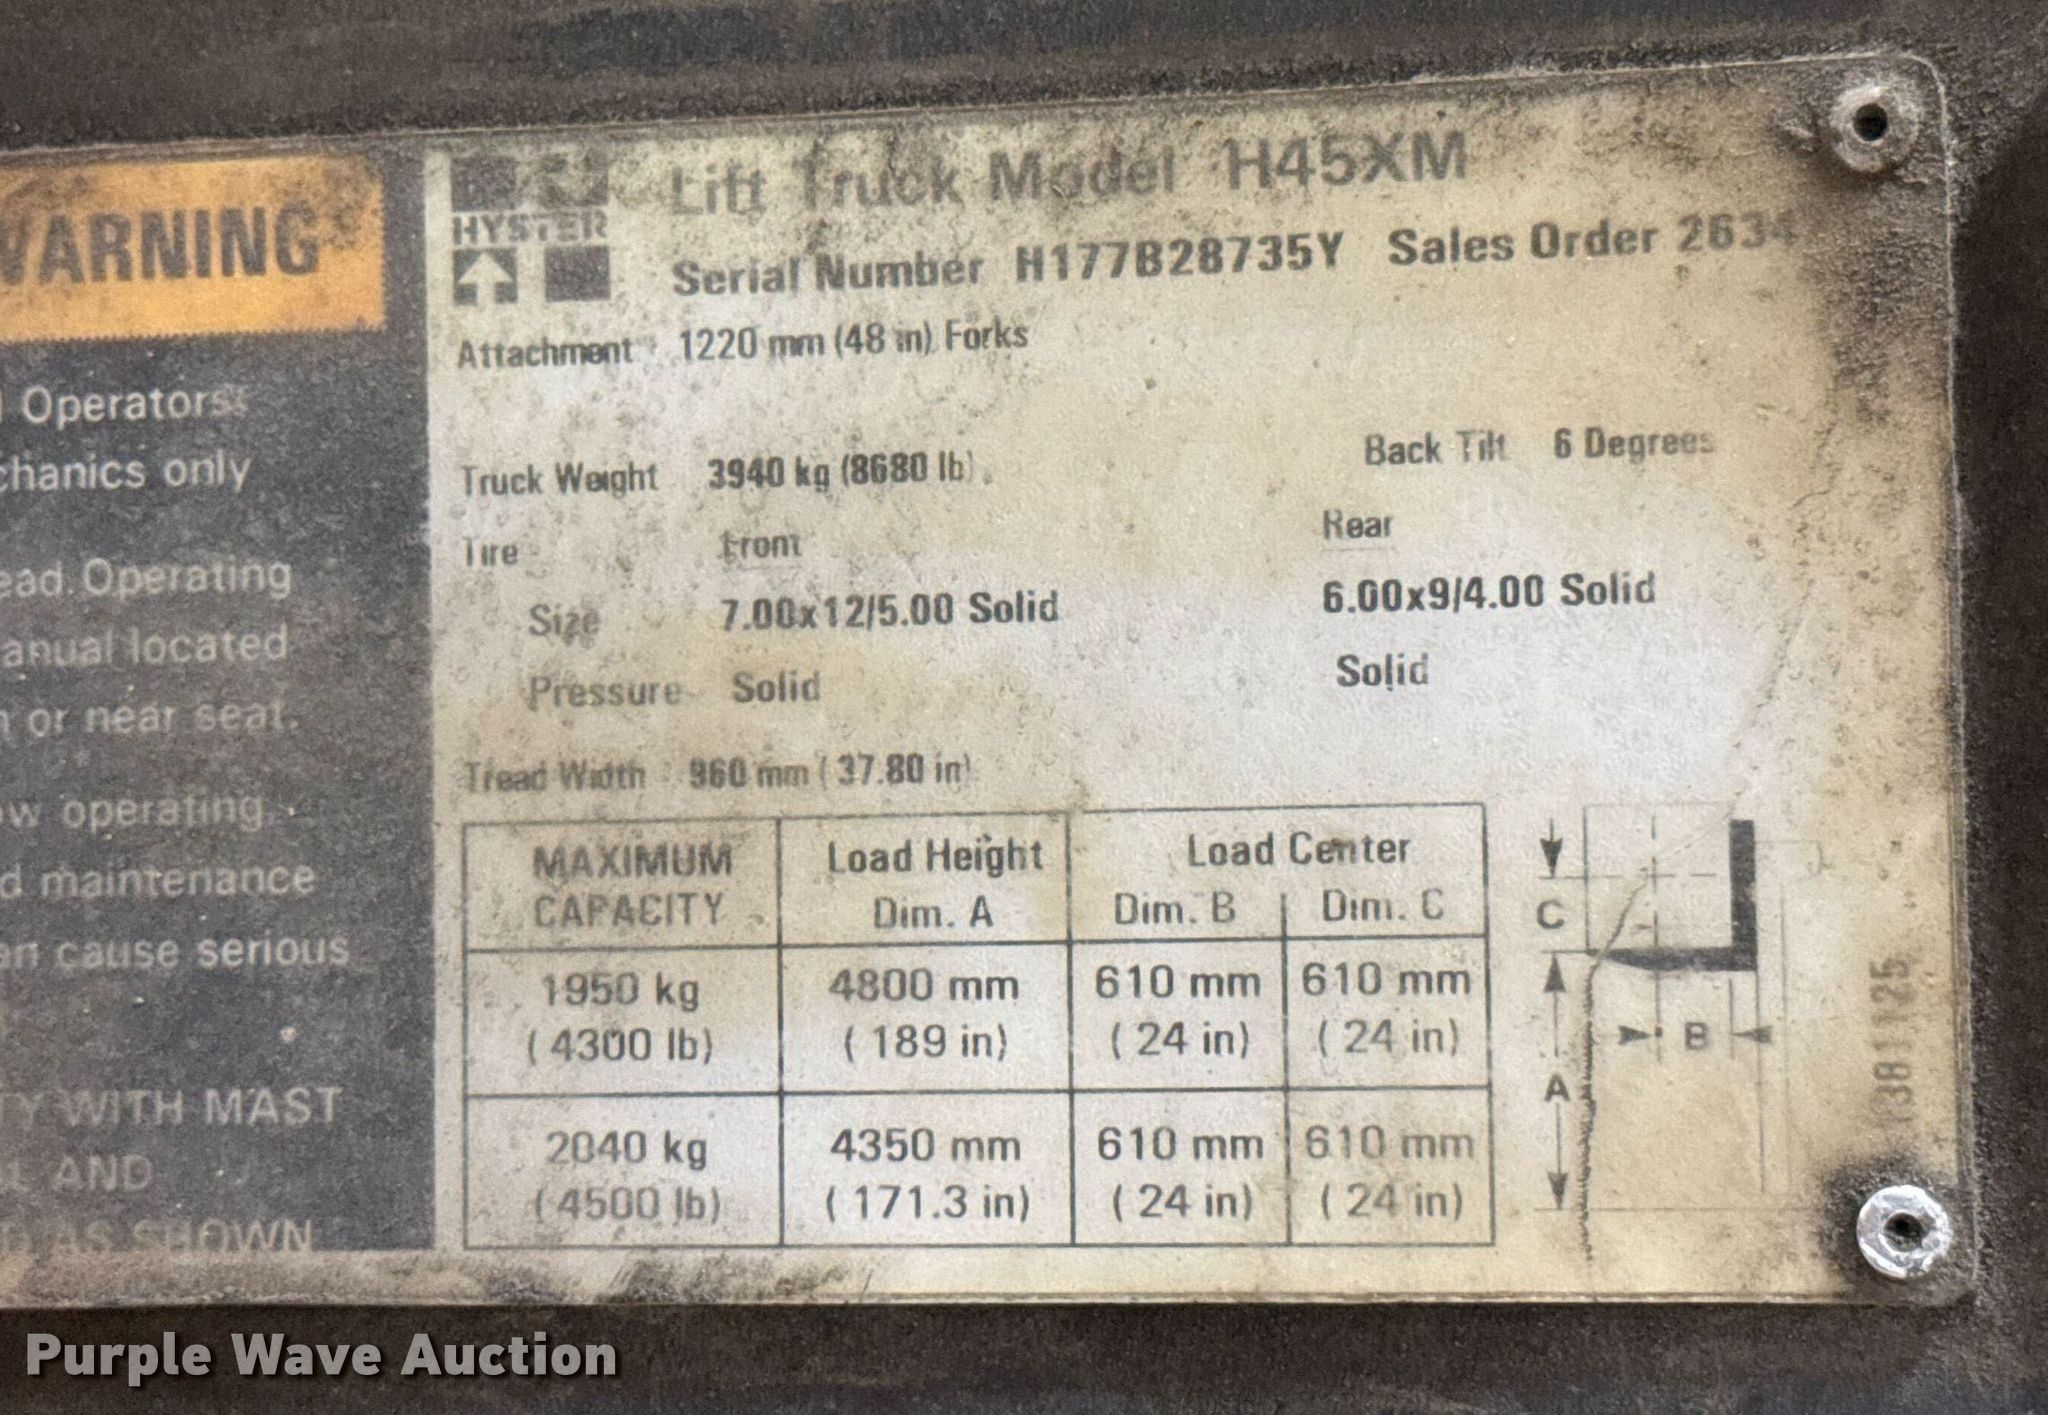 WARNING
Operators
chanics only
ead. Operating
anual located
n or near seat.
ow operating,
d maintenance
an cause serious
TY WITH MAST
L AND
D AS SHOWN
HYSTER
Lift Truck Model H45XM
Serial Number H177B28735Y Sales Order 2634
Attachment 1220 mm (48 in) Forks
Truck Weight 3940 kg (8680 lb) Back Tilt 6 Degrees
Tire Front Rear
Size 7.00x12/5.00 Solid 6.00x9/4.00 Solid
Pressure Solid Solid
Tread Width 960 mm ( 37.80 in)
MAXIMUM CAPACITY Load Height Dim. A Load Center Dim. B Dim. C
1950 kg 4800 mm 610 mm 610 mm
( 4300 lb) ( 189 in) ( 24 in) ( 24 in)
2040 kg 4350 mm 610 mm 610 mm
( 4500 lb) ( 171.3 in) ( 24 in) ( 24 in)
C
B
A
1381125
Purple Wave Auction